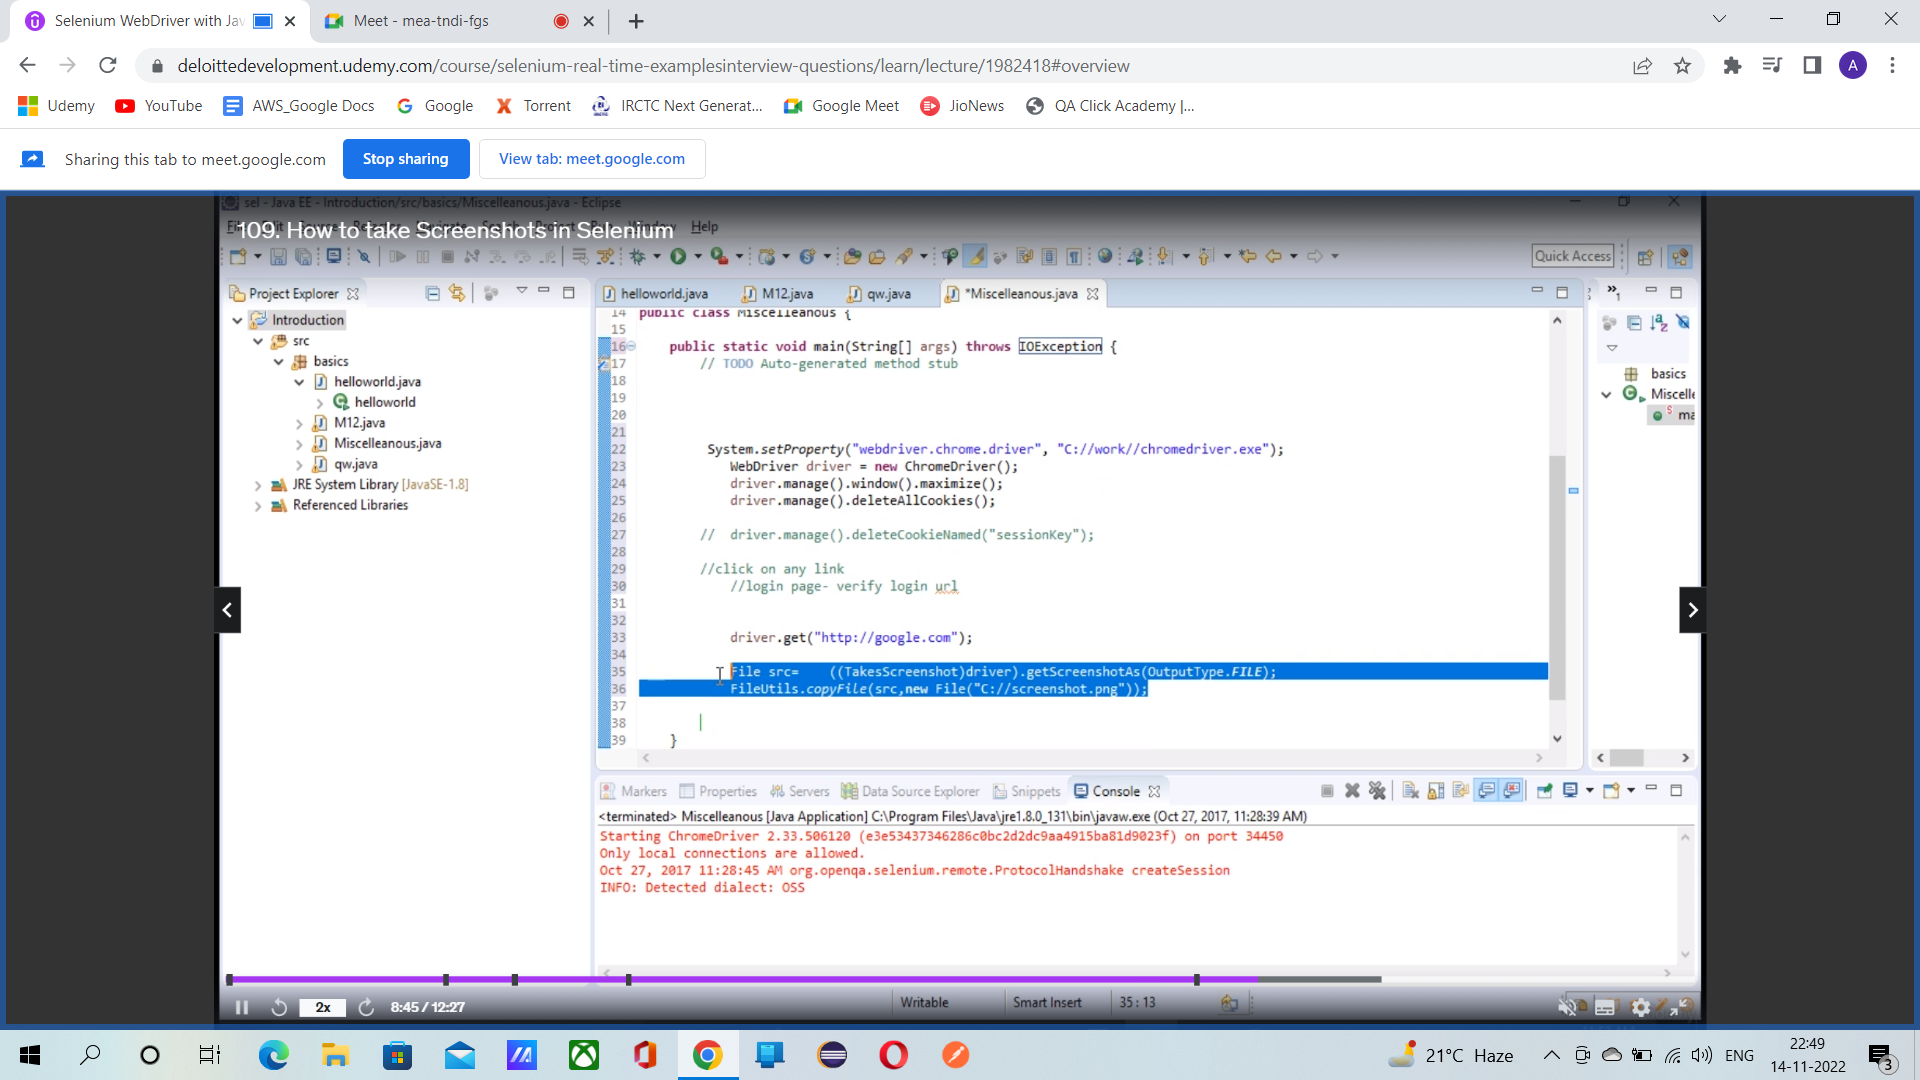 Selenium WebDriver with Jav
Meet - mea-tndi-fgs
deloittedevelopment.udemy.com/course/selenium-real-time-examplesinterview-questions/learn/lecture/1982418#overview
A
Udemy
YouTube
AWS_Google Docs
Google
Torrent
IRCTC Next Generat...
Google Meet
JioNews
QA Click Academy |...
Sharing this tab to meet.google.com
Stop sharing
View tab: meet.google.com
sel - Java EE - Introduction/src/basics/Miscelleanous.java - Eclipse
Help
109. How to take Screenshots in Selenium
Quick Access
Project Explorer
helloworld.java
M12.java
qw.java
*Miscelleanous.java
Introduction
src
basics
helloworld.java
helloworld
M12.java
Miscelleanous.java
qw.java
JRE System Library [JavaSE-1.8]
Referenced Libraries
14 public class Miscelleanous {
15
16 public static void main(String[] args) throws IOException {
17 // TODO Auto-generated method stub
18
19
20
21
22 System.setProperty("webdriver.chrome.driver", "C://work//chromedriver.exe");
23 WebDriver driver = new ChromeDriver();
24 driver.manage().window().maximize();
25 driver.manage().deleteAllCookies();
26
27 // driver.manage().deleteCookieNamed("sessionKey");
28
29 //click on any link
30 //login page- verify login url
31
32
33 driver.get("http://google.com");
34
35 File src= ((TakesScreenshot)driver).getScreenshotAs(OutputType.FILE);
36 FileUtils.copyFile(src,new File("C://screenshot.png"));
37
38
39 }
basics
Miscelle
ma
Markers
Properties
Servers
Data Source Explorer
Snippets
Console
<terminated> Miscelleanous [Java Application] C:\Program Files\Java\jre1.8.0_131\bin\javaw.exe (Oct 27, 2017, 11:28:39 AM)
Starting ChromeDriver 2.33.506120 (e3e53437346286c0bc2d2dc9aa4915ba81d9023f) on port 34450
Only local connections are allowed.
Oct 27, 2017 11:28:45 AM org.openqa.selenium.remote.ProtocolHandshake createSession
INFO: Detected dialect: OSS
2x
8:45 / 12:27
Writable
Smart Insert
35 : 13
21°C Haze
ENG
22:49
14-11-2022
3